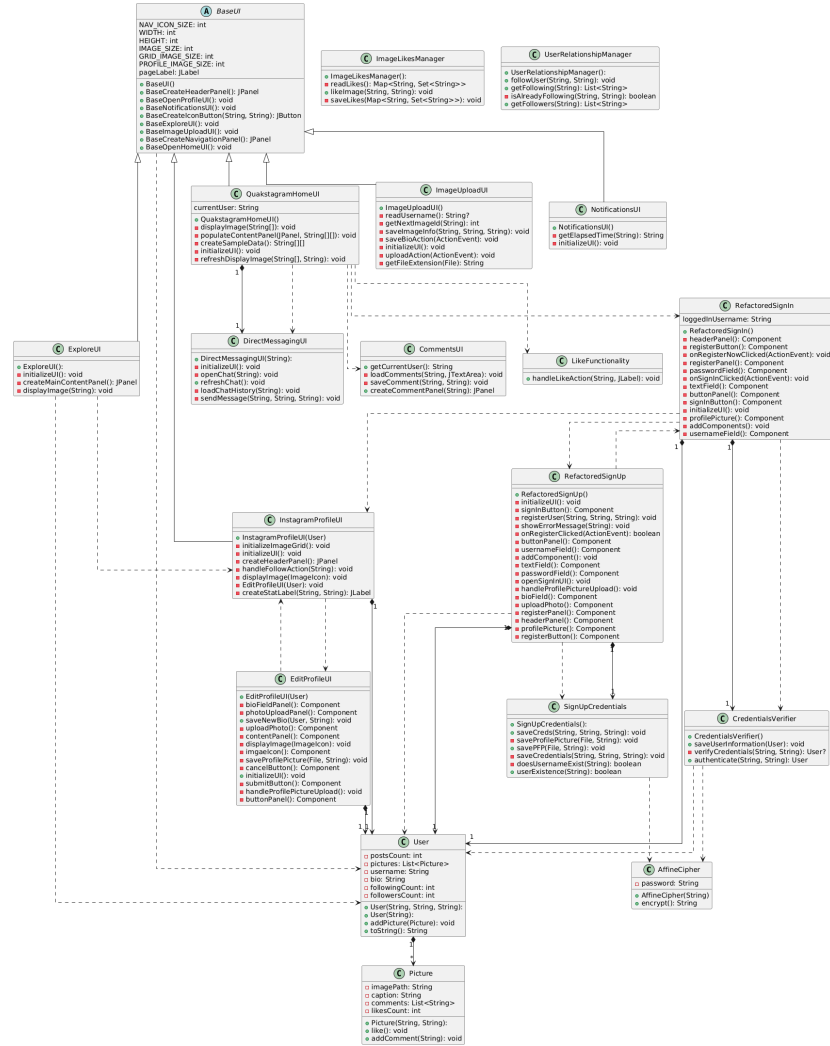 A BaseUI
NAV_ICON_SIZE: int
WIDTH: int
HEIGHT: int
IMAGE_SIZE: int
GRID_IMAGE_SIZE: int
PROFILE_IMAGE_SIZE: int
pageLabel: JLabel
BaseUI()
BaseCreateHeaderPanel(): JPanel
BaseOpenProfileUI(): void
BaseNotificationsUI(): void
BaseCreateIconButton(String, String): JButton
BaseExploreUI(): void
BaseImageUploadUI(): void
BaseCreateNavigationPanel(): JPanel
BaseOpenHomeUI(): void
C ImageLikesManager
ImageLikesManager():
readLikes(): Map<String, Set<String>>
likeImage(String, String): void
saveLikes(Map<String, Set<String>>): void
C UserRelationshipManager
UserRelationshipManager():
followUser(String, String): void
getFollowing(String): List<String>
isAlreadyFollowing(String, String): boolean
getFollowers(String): List<String>
C QuakstagramHomeUI
currentUser: String
QuakstagramHomeUI()
displayImage(String[]): void
populateContentPanel(JPanel, String[][]): void
createSampleData(): String[][]
initializeUI(): void
refreshDisplayImage(String[], String): void
C ImageUploadUI
ImageUploadUI()
readUsername(): String?
getNextImageId(String): int
saveImageInfo(String, String, String): void
saveBioAction(ActionEvent): void
initializeUI(): void
uploadAction(ActionEvent): void
getFileExtension(File): String
C NotificationsUI
NotificationsUI()
getElapsedTime(String): String
initializeUI(): void
1
1
C ExploreUI
ExploreUI():
initializeUI(): void
createMainContentPanel(): JPanel
displayImage(String): void
C DirectMessagingUI
DirectMessagingUI(String):
initializeUI(): void
openChat(String): void
refreshChat(): void
loadChatHistory(String): void
sendMessage(String, String, String): void
C CommentsUI
getCurrentUser(): String
loadComments(String, JTextArea): void
saveComment(String, String): void
createCommentPanel(String): JPanel
C LikeFunctionality
handleLikeAction(String, JLabel): void
C RefactoredSignIn
loggedInUsername: String
RefactoredSignIn()
headerPanel(): Component
registerButton(): Component
onRegisterNowClicked(ActionEvent): void
registerPanel(): Component
passwordField(): Component
onSignInClicked(ActionEvent): void
textField(): Component
buttonPanel(): Component
signInButton(): Component
initializeUI(): void
profilePicture(): Component
addComponents(): void
usernameField(): Component
1
1
C RefactoredSignUp
RefactoredSignUp()
initializeUI(): void
signInButton(): Component
registerUser(String, String, String): void
showErrorMessage(String): void
onRegisterClicked(ActionEvent): boolean
buttonPanel(): Component
usernameField(): Component
addComponent(): void
textField(): Component
passwordField(): Component
openSignInUI(): void
handleProfilePictureUpload(): void
bioField(): Component
uploadPhoto(): Component
registerPanel(): Component
headerPanel(): Component
profilePicture(): Component
registerButton(): Component
1
1
C InstagramProfileUI
InstagramProfileUI(User)
initializeImageGrid(): void
initializeUI(): void
createHeaderPanel(): JPanel
handleFollowAction(String): void
displayImage(ImageIcon): void
EditProfileUI(User): void
createStatLabel(String, String): JLabel
1
C EditProfileUI
EditProfileUI(User)
bioFieldPanel(): Component
photoUploadPanel(): Component
saveNewBio(User, String): void
uploadPhoto(): Component
contentPanel(): Component
displayImage(ImageIcon): void
imgaeIcon(): Component
saveProfilePicture(File, String): void
cancelButton(): Component
initializeUI(): void
submitButton(): Component
handleProfilePictureUpload(): void
buttonPanel(): Component
1
1
C SignUpCredentials
SignUpCredentials():
saveCreds(String, String, String): void
saveProfilePicture(File, String): void
savePFP(File, String): void
saveCredentials(String, String, String): void
doesUsernameExist(String): boolean
userExistence(String): boolean
1
C CredentialsVerifier
CredentialsVerifier()
saveUserInformation(User): void
verifyCredentials(String, String): User?
authenticate(String, String): User
1
1
1
1
C User
postsCount: int
pictures: List<Picture>
username: String
bio: String
followingCount: int
followersCount: int
User(String, String, String):
User(String):
addPicture(Picture): void
toString(): String
C AffineCipher
password: String
AffineCipher(String)
encrypt(): String
1
*
C Picture
imagePath: String
caption: String
comments: List<String>
likesCount: int
Picture(String, String):
like(): void
addComment(String): void